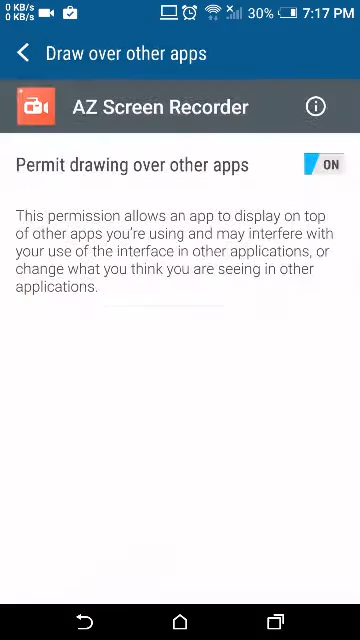 0 KB/s
0 KB/s
30% 7:17 PM
Draw over other apps
AZ Screen Recorder
Permit drawing over other apps
ON
This permission allows an app to display on top
of other apps you're using and may interfere with
your use of the interface in other applications, or
change what you think you are seeing in other
applications.